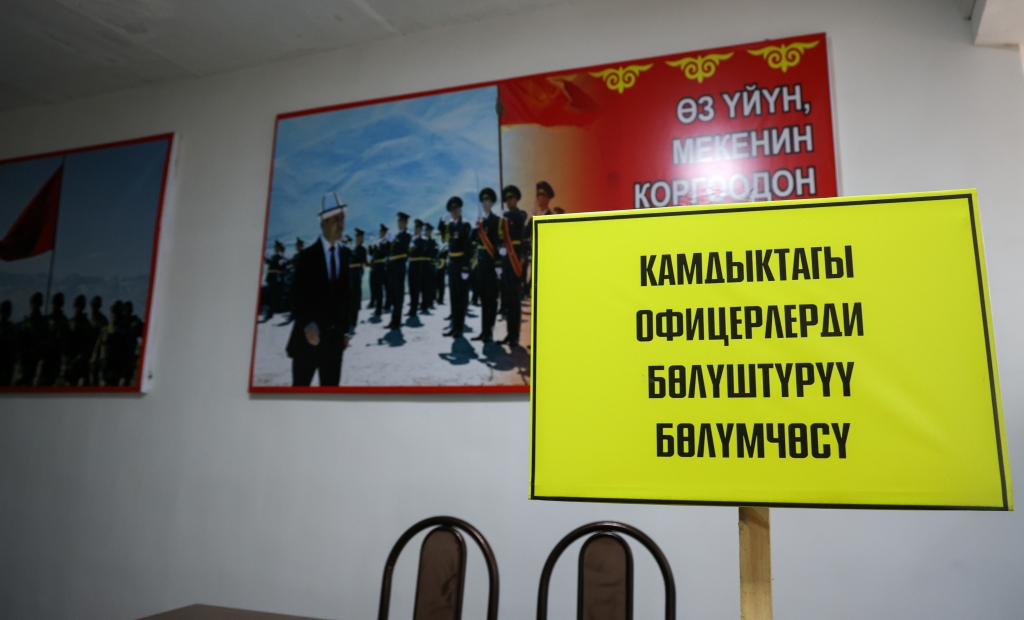 ӨЗ ҮЙҮН,
МЕКЕНИН
КОРГООДОН
КАМДЫКТАГЫ
ОФИЦЕРЛЕРДИ
БӨЛҮШТҮРҮҮ
БӨЛҮМЧӨСҮ